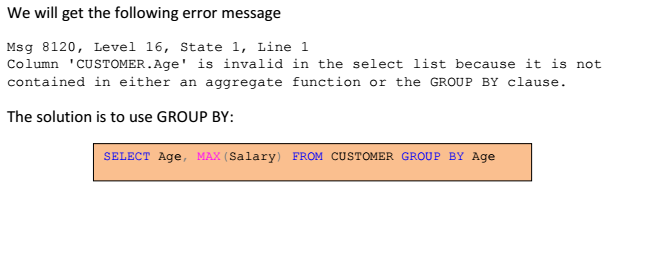 We will get the following error message
Msg 8120, Level 16, State 1, Line 1
Column 'CUSTOMER.Age' is invalid in the select list because it is not
contained in either an aggregate function or the GROUP BY clause.
The solution is to use GROUP BY:
SELECT Age, MAX(Salary) FROM CUSTOMER GROUP BY Age